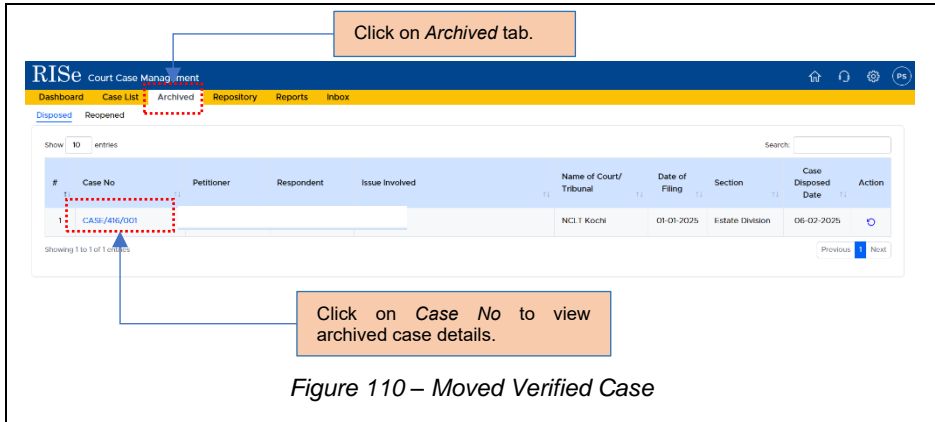 Click on Archived tab.
RISe Court Case Management
PS
Dashboard Case List Archived Repository Reports Inbox
Disposed Reopened
Show 10 entries Search:
# Case No Petitioner Respondent Issue Involved Name of Court/ Tribunal Date of Filing Section Case Disposed Date Action
1 CASE/416/001 NCLT Kochi 01-01-2025 Estate Division 06-02-2025
Showing 1 to 1 of 1 entries Previous 1 Next
Click on Case No to view
archived case details.
Figure 110 – Moved Verified Case